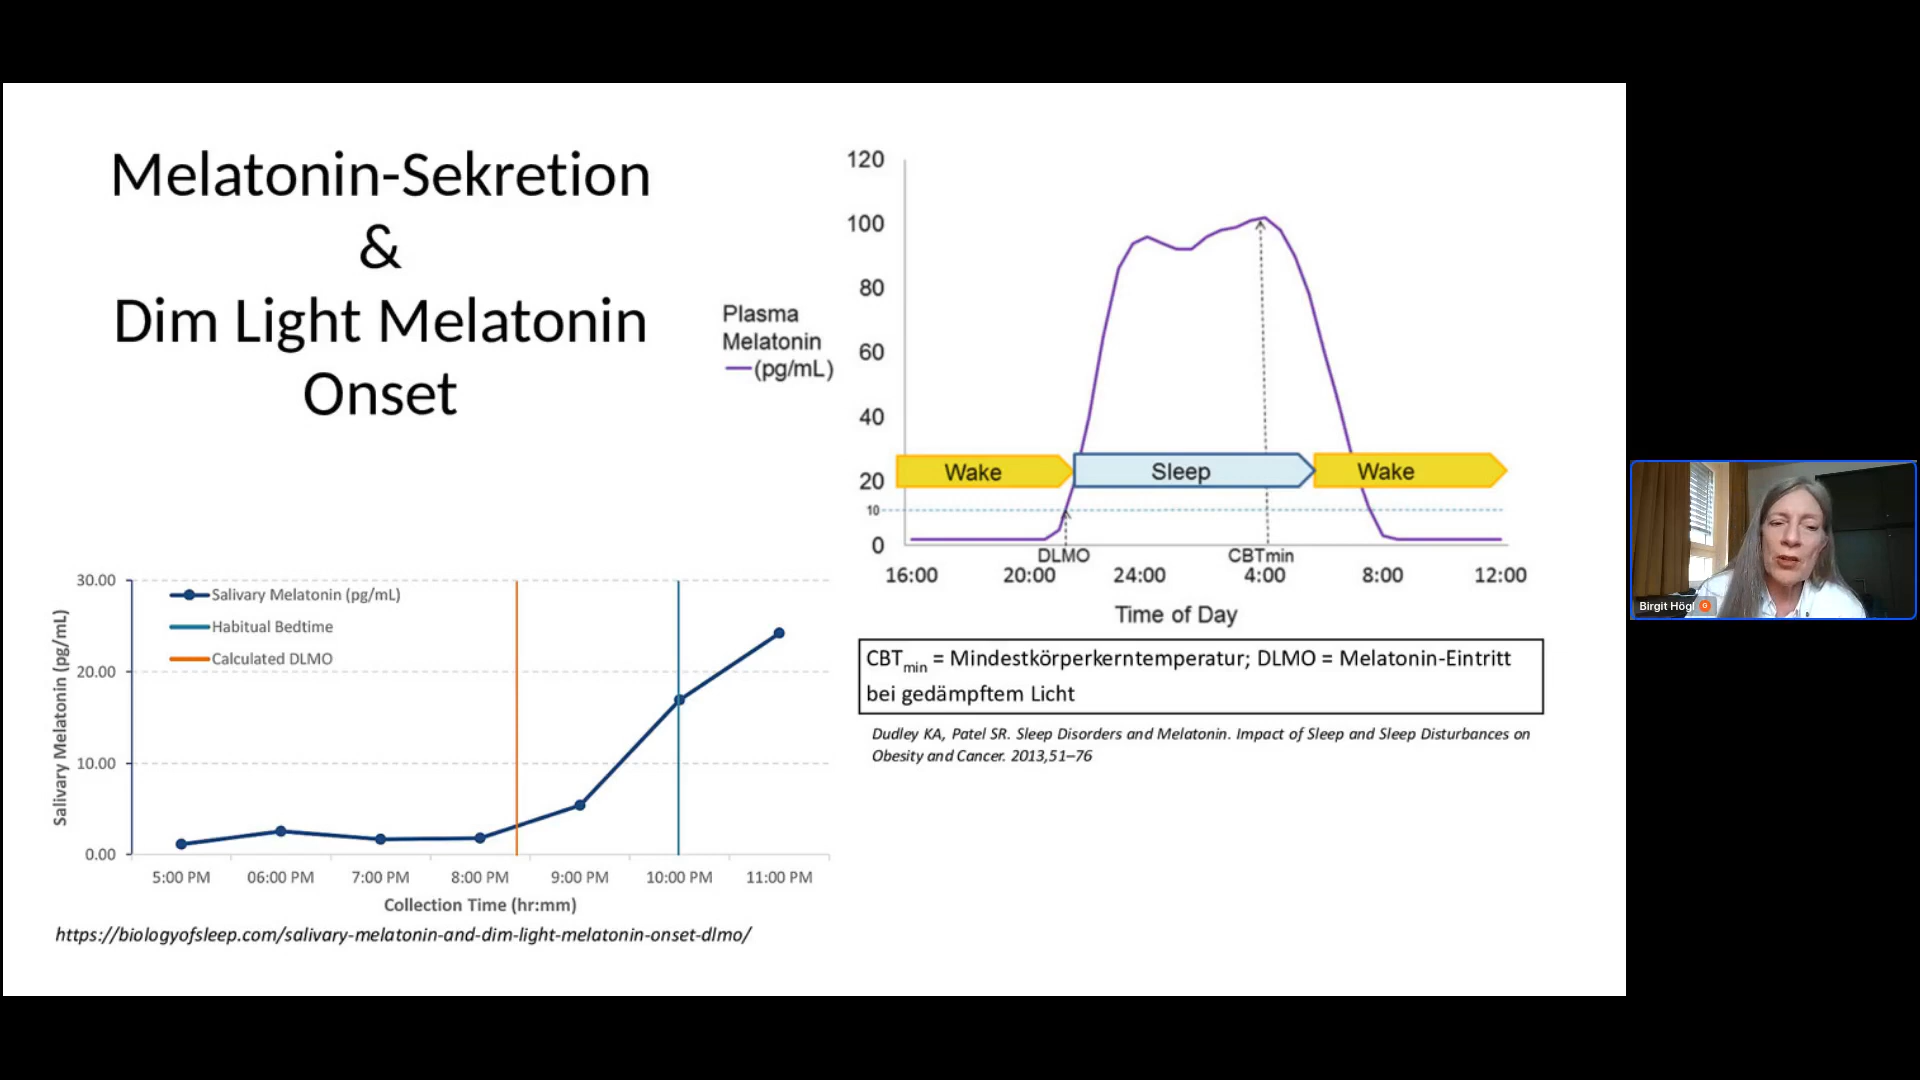 Melatonin-Sekretion
&
Dim Light Melatonin
Onset
Plasma
Melatonin
(pg/mL)
120
100
80
60
40
20
10
0
Wake
Sleep
Wake
DLMO
CBTmin
16:00
20:00
24:00
4:00
8:00
12:00
Time of Day
CBTmin = Mindestkörperkerntemperatur; DLMO = Melatonin-Eintritt
bei gedämpftem Licht
Dudley KA, Patel SR. Sleep Disorders and Melatonin. Impact of Sleep and Sleep Disturbances on
Obesity and Cancer. 2013,51–76
Salivary Melatonin (pg/mL)
30.00
20.00
10.00
0.00
Salivary Melatonin (pg/mL)
Habitual Bedtime
Calculated DLMO
5:00 PM
06:00 PM
7:00 PM
8:00 PM
9:00 PM
10:00 PM
11:00 PM
Collection Time (hr:mm)
https://biologyofsleep.com/salivary-melatonin-and-dim-light-melatonin-onset-dlmo/
Birgit Högl